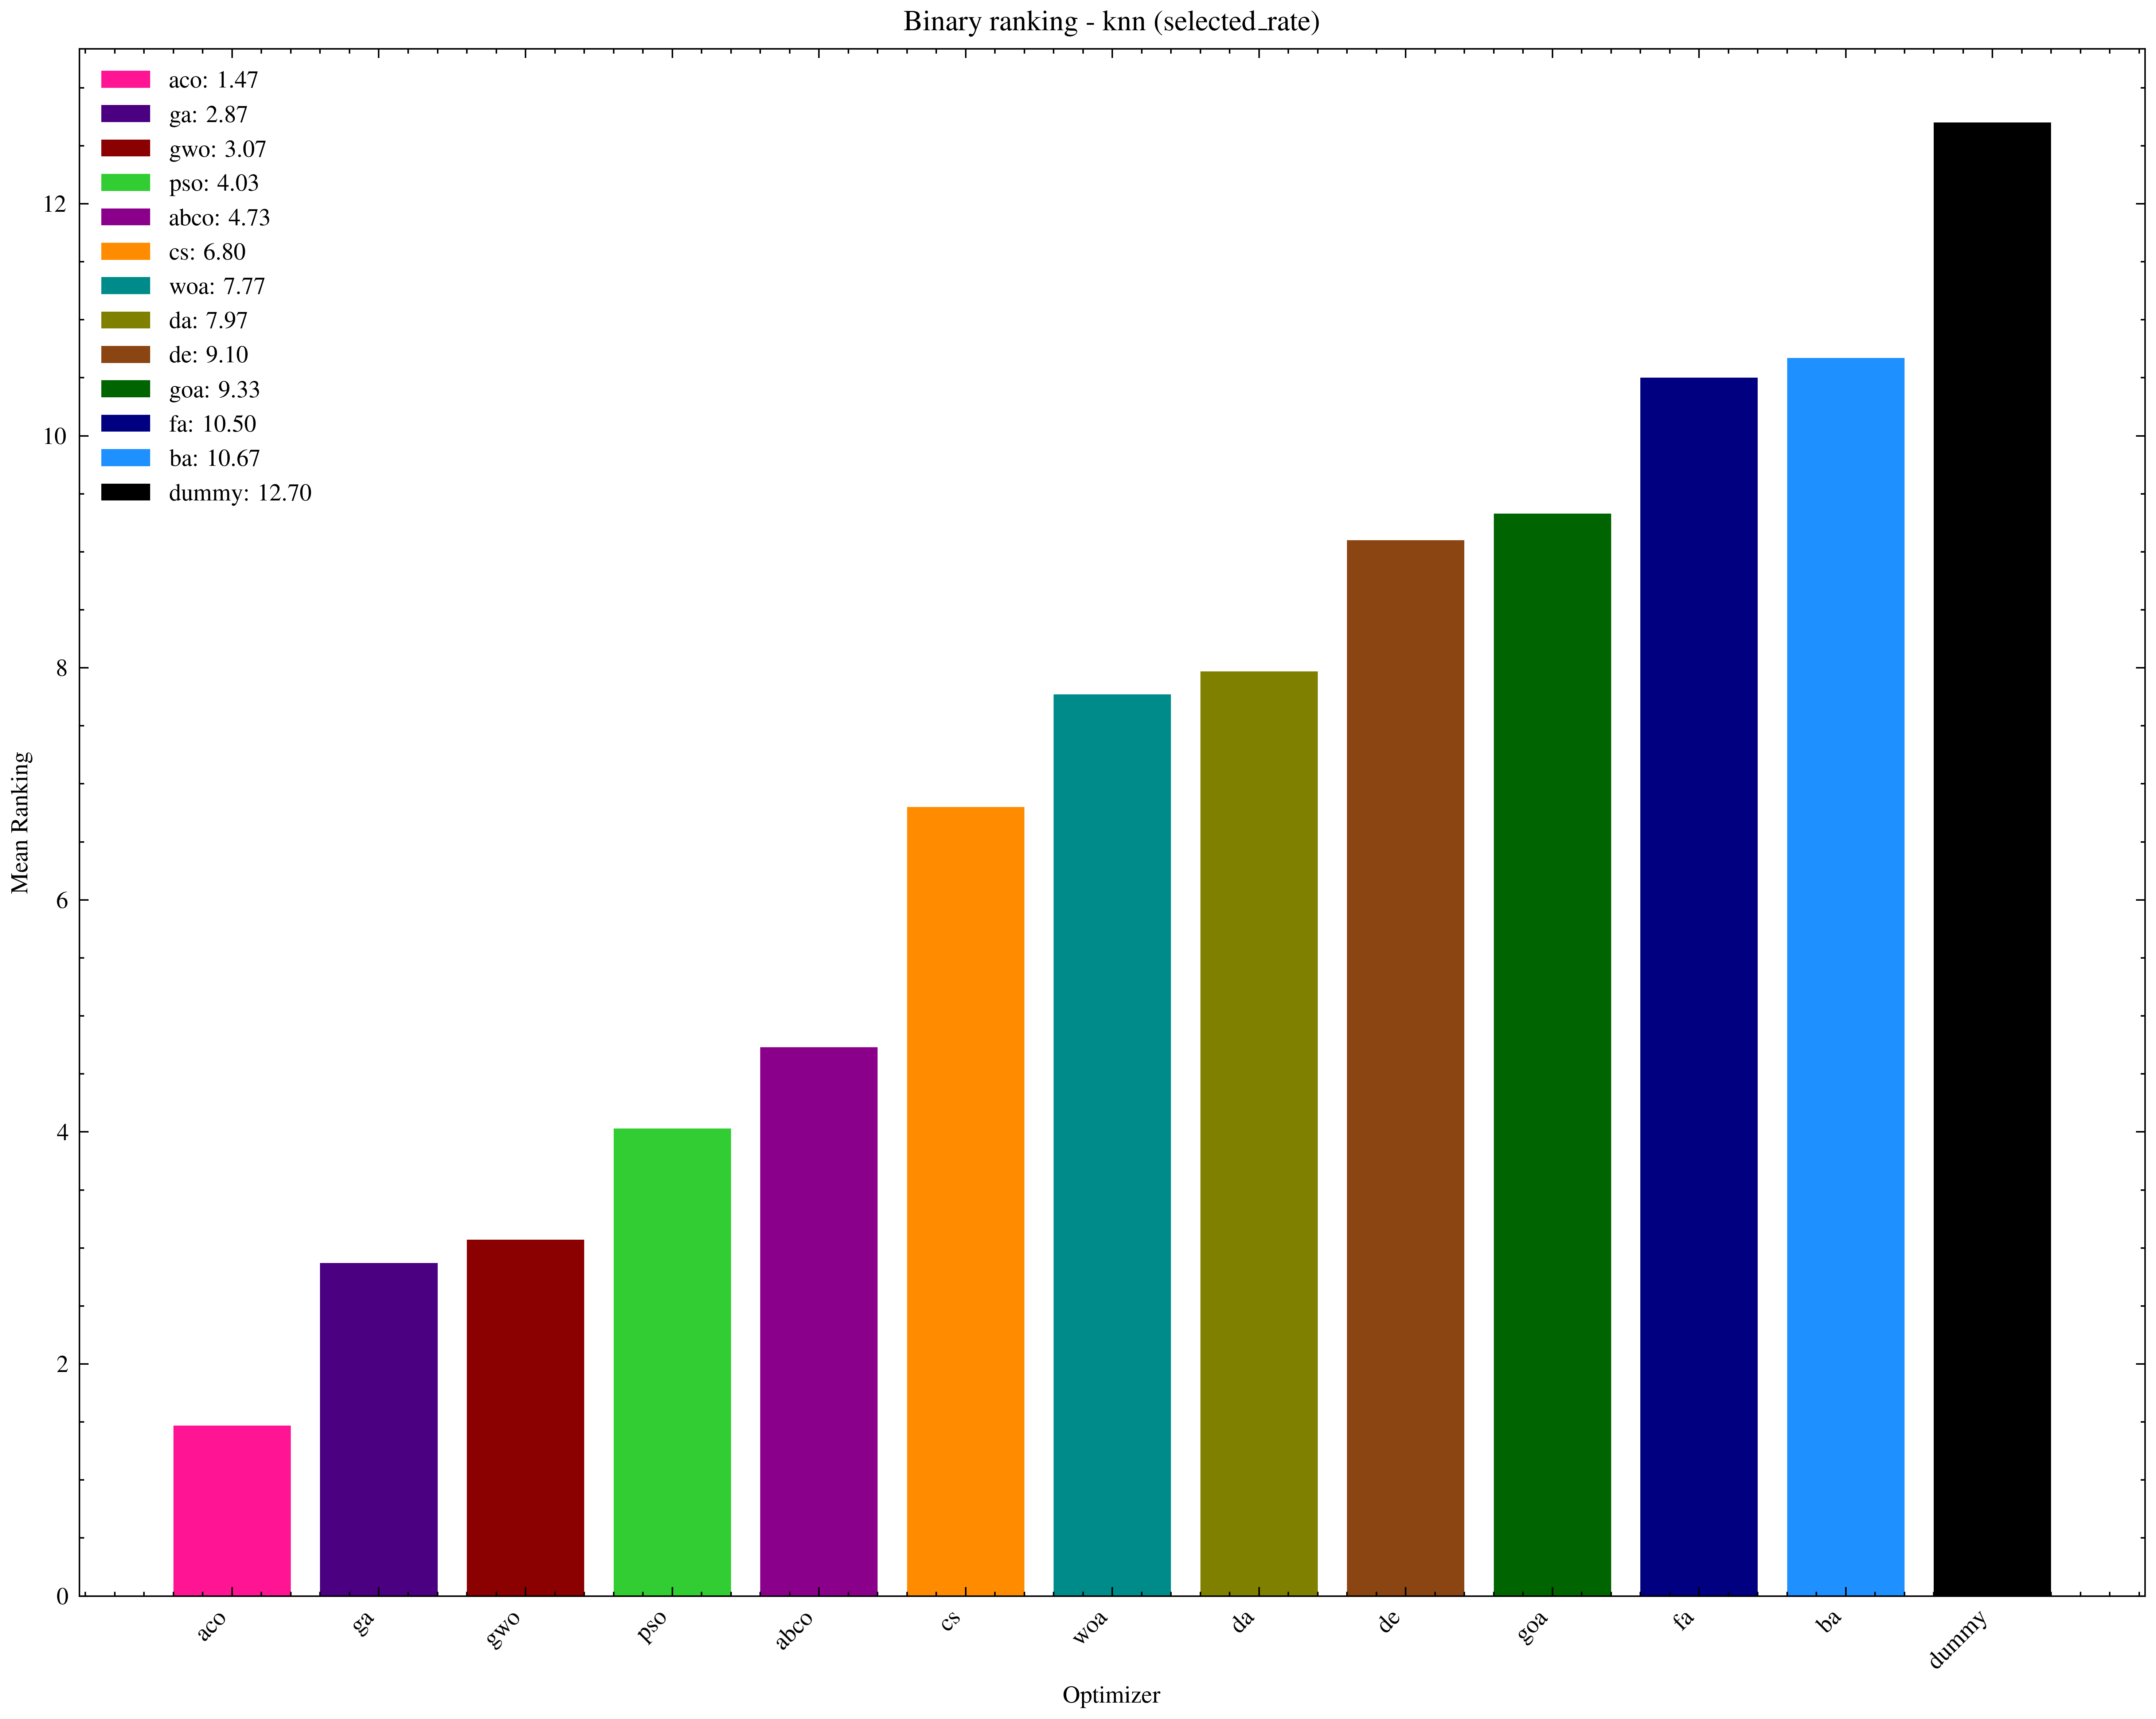 Binary ranking - knn (selected_rate)
aco: 1.47
ga: 2.87
gwo: 3.07
pso: 4.03
abco: 4.73
cs: 6.80
woa: 7.77
da: 7.97
de: 9.10
goa: 9.33
fa: 10.50
ba: 10.67
dummy: 12.70
Mean Ranking
12
10
8
6
4
2
0
aco ga gwo pso abco cs woa da de goa fa ba dummy
Optimizer